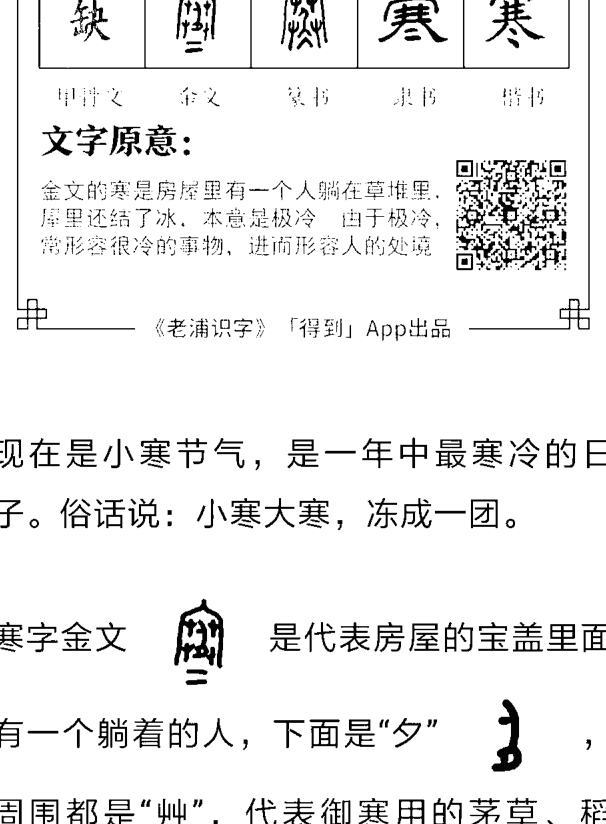 缺 寒 寒
甲骨文 金文 篆书 隶书 楷书
文字原意：
金文的寒是房屋里有一个人躺在草堆里，
屋里还结了冰，本意是极冷 由于极冷，
常形容很冷的事物，进而形容人的处境
《老浦识字》「得到」App出品
现在是小寒节气，是一年中最寒冷的日
子。俗话说：小寒大寒，冻成一团。
寒字金文 是代表房屋的宝盖里面
有一个躺着的人，下面是“夕” ，
周围都是“艸”，代表御寒用的茅草、稻